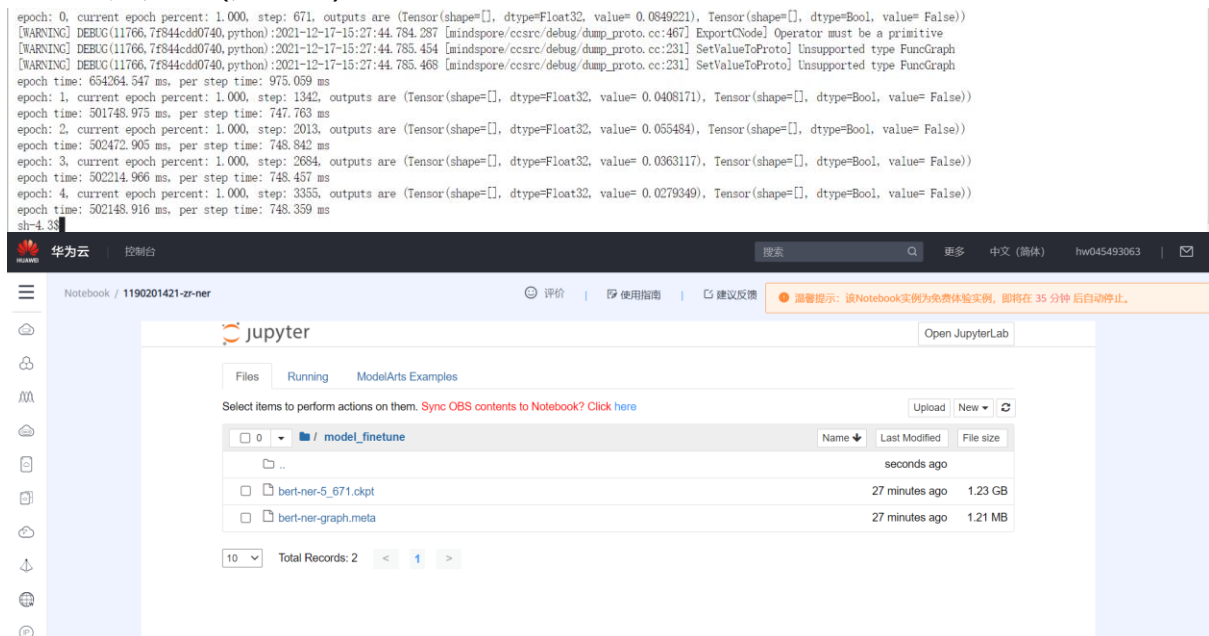 epoch: 0, current epoch percent: 1.000, step: 671, outputs are (Tensor(shape=[], dtype=Float32, value= 0.0849221), Tensor(shape=[], dtype=Bool, value= False))
[WARNING] DEBUG(11766,7f844cdd0740,python):2021-12-17-15:27:44.784.287 [mindspore/ccsrc/debug/dump_proto.cc:467] ExportCNode] Operator must be a primitive
[WARNING] DEBUG(11766,7f844cdd0740,python):2021-12-17-15:27:44.785.454 [mindspore/ccsrc/debug/dump_proto.cc:231] SetValueToProto] Unsupported type FuncGraph
[WARNING] DEBUG(11766,7f844cdd0740,python):2021-12-17-15:27:44.785.468 [mindspore/ccsrc/debug/dump_proto.cc:231] SetValueToProto] Unsupported type FuncGraph
epoch time: 654264.547 ms, per step time: 975.059 ms
epoch: 1, current epoch percent: 1.000, step: 1342, outputs are (Tensor(shape=[], dtype=Float32, value= 0.0408171), Tensor(shape=[], dtype=Bool, value= False))
epoch time: 501748.975 ms, per step time: 747.763 ms
epoch: 2, current epoch percent: 1.000, step: 2013, outputs are (Tensor(shape=[], dtype=Float32, value= 0.055484), Tensor(shape=[], dtype=Bool, value= False))
epoch time: 502472.905 ms, per step time: 748.842 ms
epoch: 3, current epoch percent: 1.000, step: 2684, outputs are (Tensor(shape=[], dtype=Float32, value= 0.0363117), Tensor(shape=[], dtype=Bool, value= False))
epoch time: 502214.966 ms, per step time: 748.457 ms
epoch: 4, current epoch percent: 1.000, step: 3355, outputs are (Tensor(shape=[], dtype=Float32, value= 0.0279349), Tensor(shape=[], dtype=Bool, value= False))
epoch time: 502148.916 ms, per step time: 748.359 ms
sh-4.3$
HUAWEI 华为云 | 控制台 搜索 更多 中文 (简体) hw045493063
Notebook / 1190201421-zr-ner 评价 | 使用指南 | 建议反馈 温馨提示：该Notebook实例为免费体验实例，即将在 35 分钟 后自动停止。
jupyter Open JupyterLab
Files Running ModelArts Examples
Select items to perform actions on them. Sync OBS contents to Notebook? Click here Upload New
0 / model_finetune Name Last Modified File size
.. seconds ago
bert-ner-5_671.ckpt 27 minutes ago 1.23 GB
bert-ner-graph.meta 27 minutes ago 1.21 MB
10 Total Records: 2 < 1 >